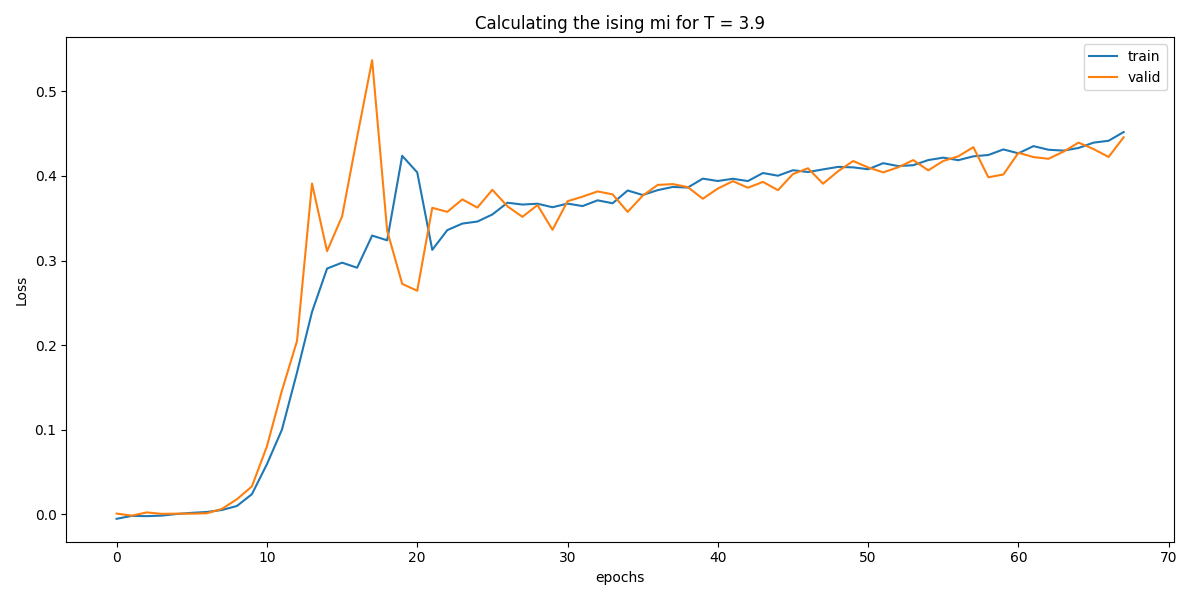 Calculating the ising mi for T = 3.9
train
valid
Loss
0.5
0.4
0.3
0.2
0.1
0.0
0 10 20 30 40 50 60 70
epochs